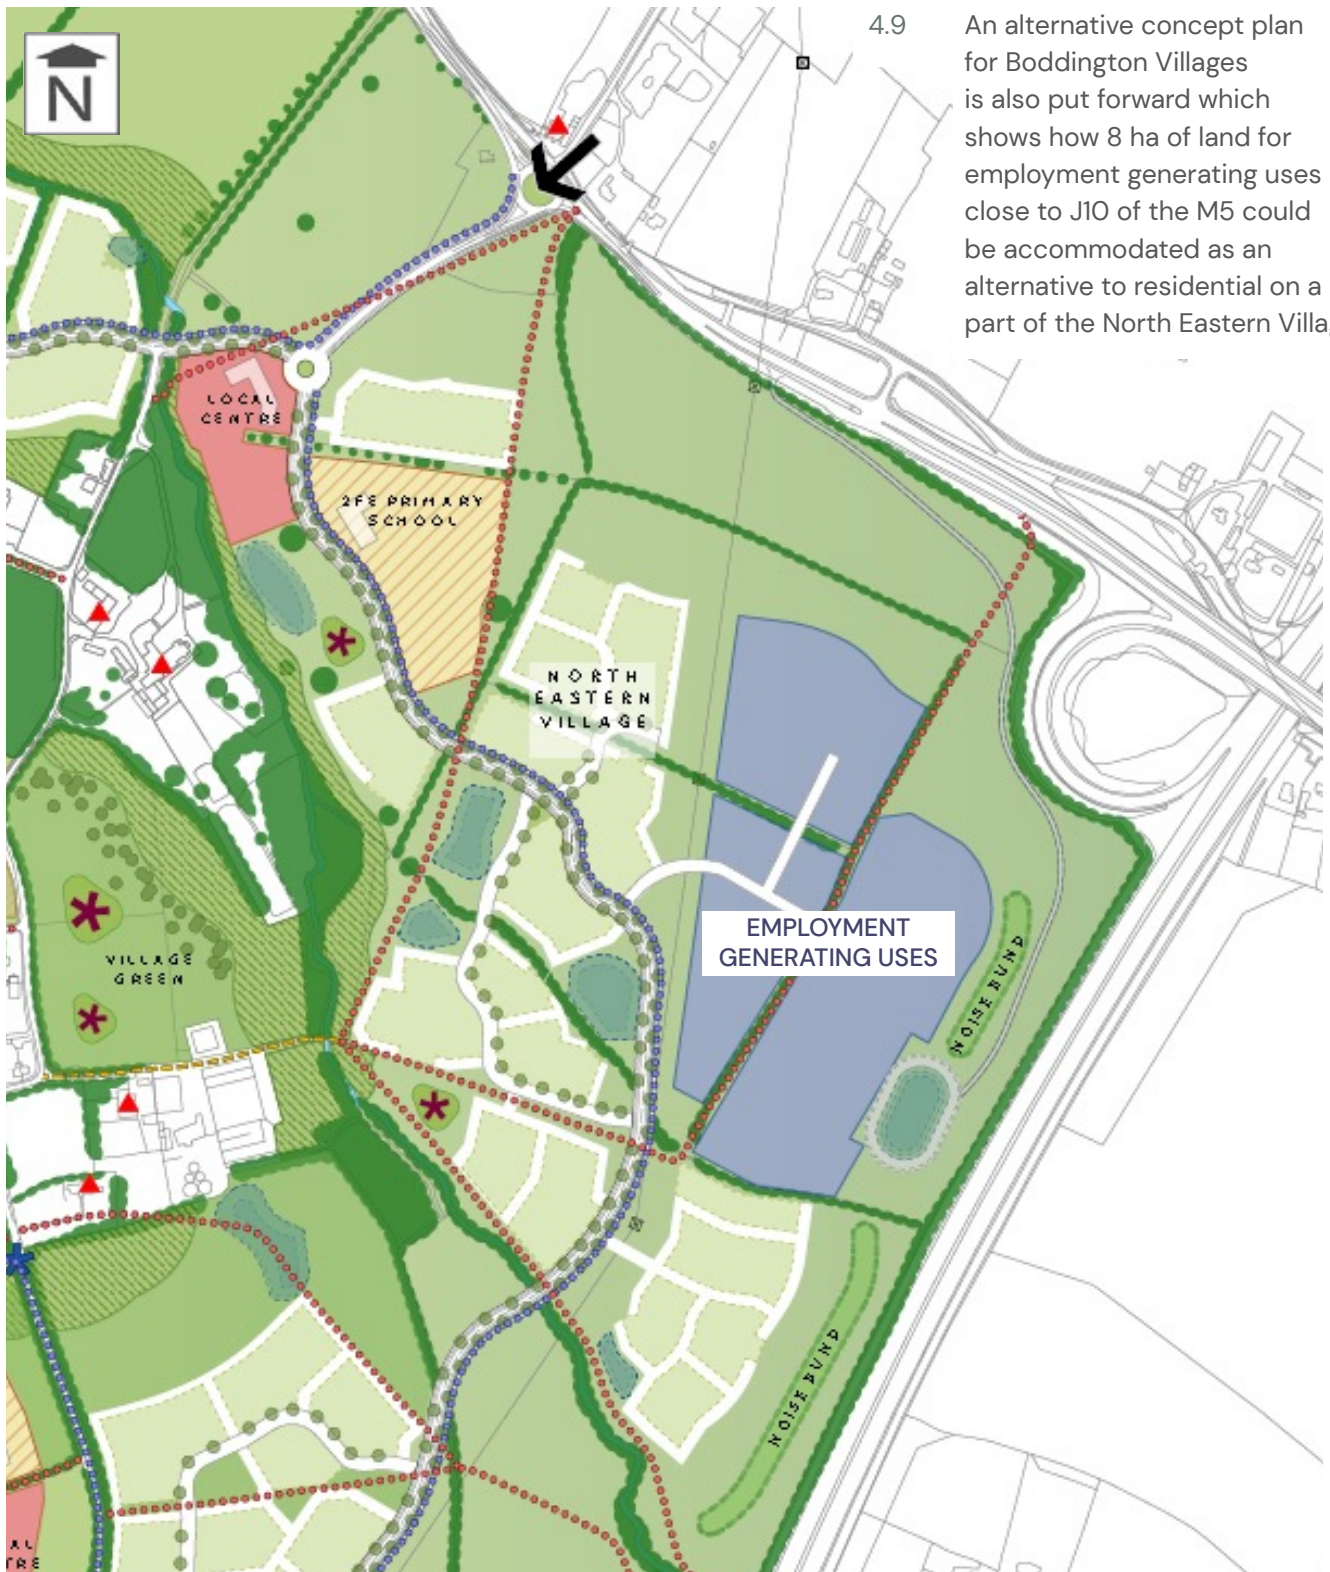 N
4.9 An alternative concept plan
for Boddington Villages
is also put forward which
shows how 8 ha of land for
employment generating uses
close to J10 of the M5 could
be accommodated as an
alternative to residential on a
part of the North Eastern Villa
LOCAL
CENTRE
2FE PRIMARY
SCHOOL
NORTH
EASTERN
VILLAGE
EMPLOYMENT
GENERATING USES
NOISE BUND
VILLAGE
GREEN
NOISE BUND
AL
TRE